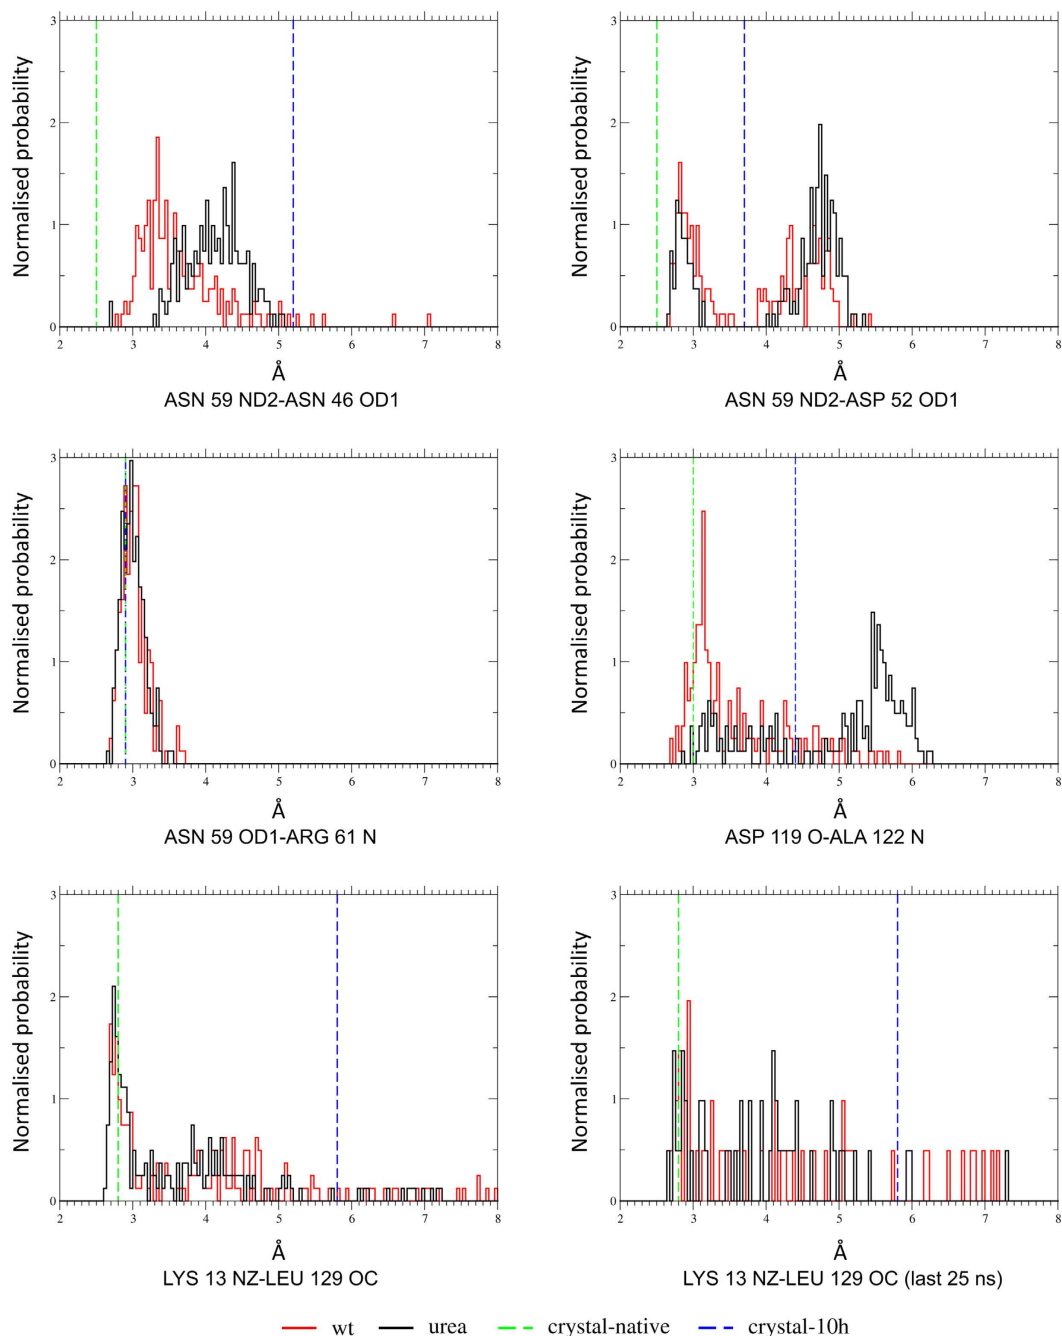 Normalised probability
3
2
1
0
2 3 4 5 6 7 8
Å
ASN 59 ND2-ASN 46 OD1
Normalised probability
3
2
1
0
2 3 4 5 6 7 8
Å
ASN 59 ND2-ASP 52 OD1
Normalised probability
3
2
1
0
2 3 4 5 6 7 8
Å
ASN 59 OD1-ARG 61 N
Normalised probability
3
2
1
0
2 3 4 5 6 7 8
Å
ASP 119 O-ALA 122 N
Normalised probability
3
2
1
0
2 3 4 5 6 7 8
Å
LYS 13 NZ-LEU 129 OC
Normalised probability
3
2
1
0
2 3 4 5 6 7 8
Å
LYS 13 NZ-LEU 129 OC (last 25 ns)
wt urea crystal-native crystal-10h